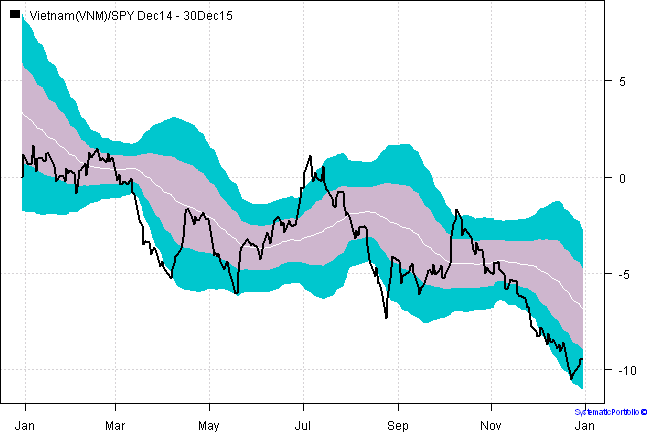 Vietnam(VNM)/SPY Dec14 - 30Dec15
5
0
-5
-10
Jan Mar May Jul Sep Nov Jan
SystematicPortfolio ©